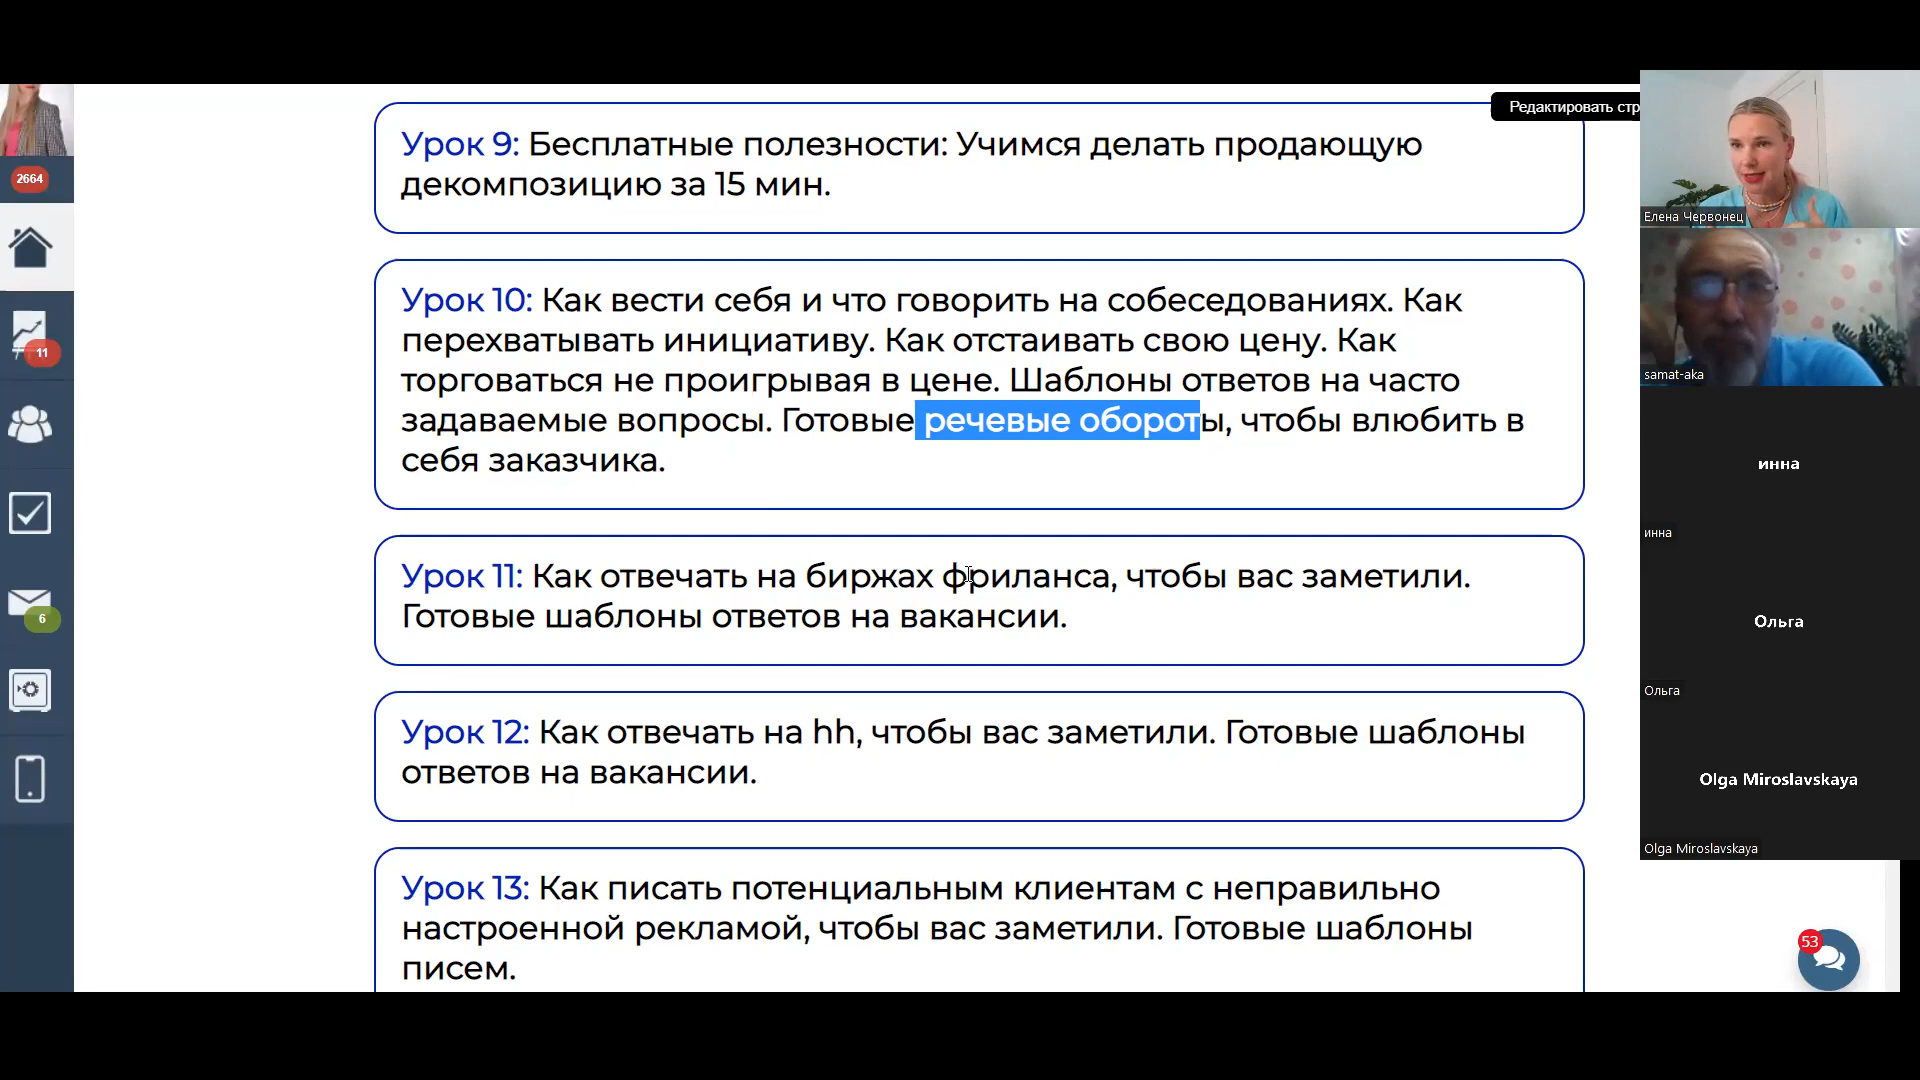 Редактировать стр
2664
Урок 9: Бесплатные полезности: Учимся делать продающую
декомпозицию за 15 мин.
11
Урок 10: Как вести себя и что говорить на собеседованиях. Как
перехватывать инициативу. Как отстаивать свою цену. Как
торговаться не проигрывая в цене. Шаблоны ответов на часто
задаваемые вопросы. Готовые речевые обороты, чтобы влюбить в
себя заказчика.
6
Урок 11: Как отвечать на биржах фриланса, чтобы вас заметили.
Готовые шаблоны ответов на вакансии.
Урок 12: Как отвечать на hh, чтобы вас заметили. Готовые шаблоны
ответов на вакансии.
Урок 13: Как писать потенциальным клиентам с неправильно
настроенной рекламой, чтобы вас заметили. Готовые шаблоны
писем.
Елена Червонец
samat-aka
инна
инна
Ольга
Ольга
Olga Miroslavskaya
Olga Miroslavskaya
53